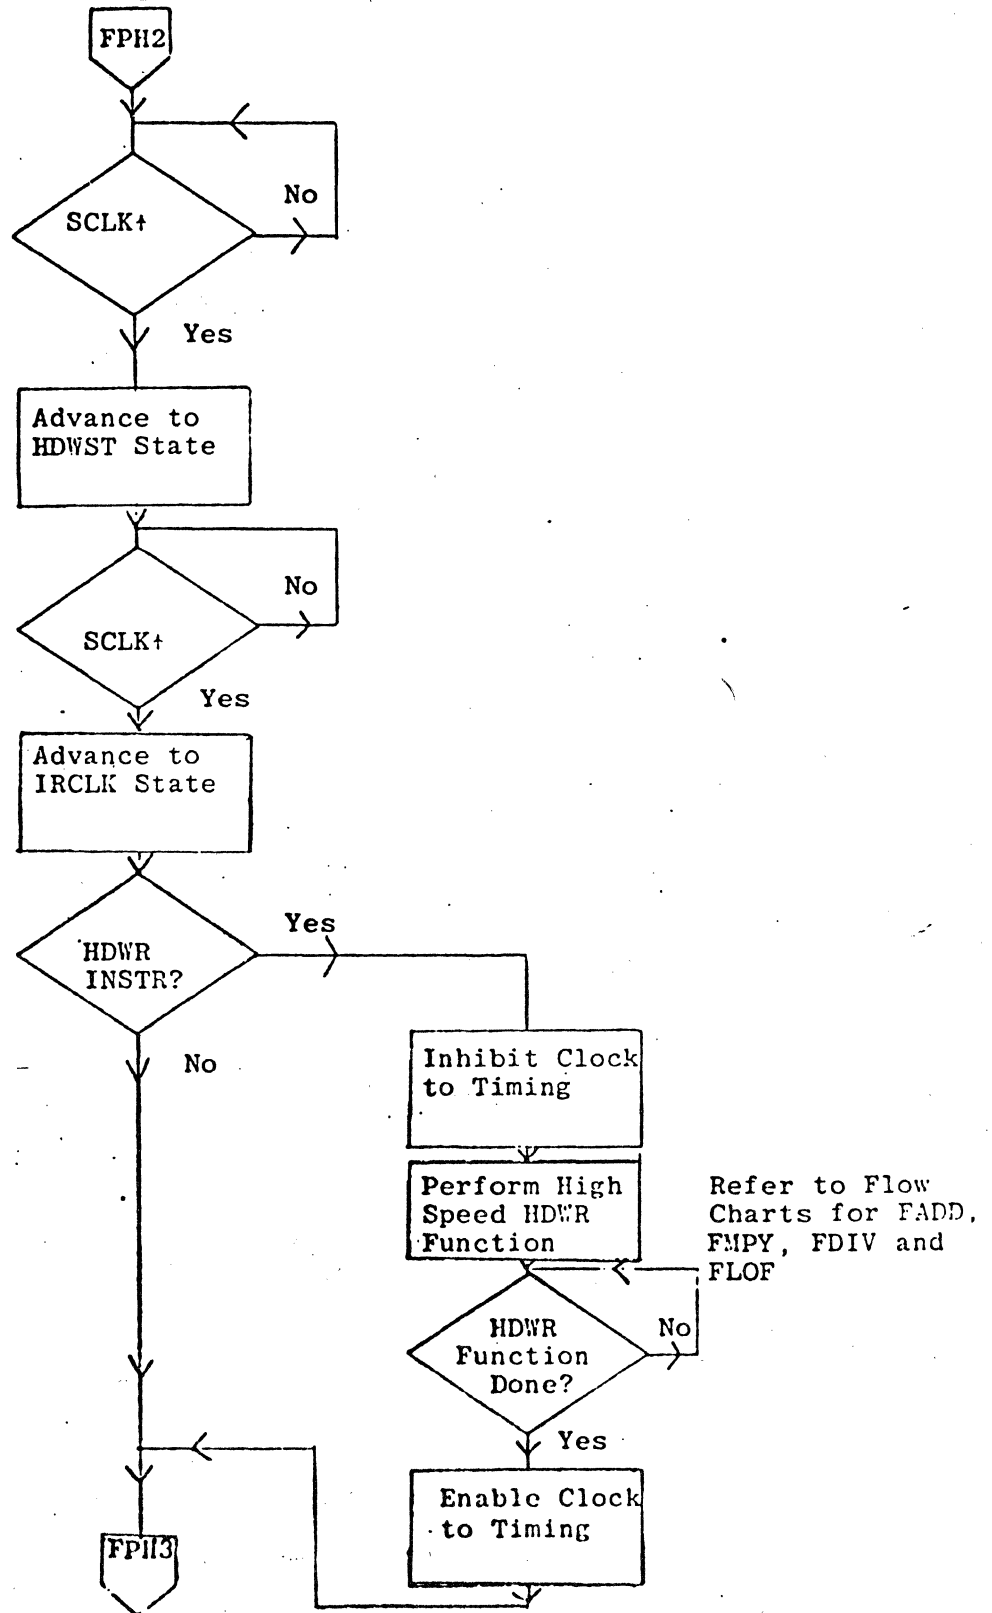 FPH2
No
SCLK↑
Yes
Advance to
HDWST State
No
SCLK↑
Yes
Advance to
IRCLK State
Yes
HDWR
INSTR?
No
Inhibit Clock
to Timing
Perform High
Speed HDWR
Function
Refer to Flow
Charts for FADD,
FMPY, FDIV and
FLOF
HDWR
Function
Done?
No
Yes
Enable Clock
to Timing
FPH3